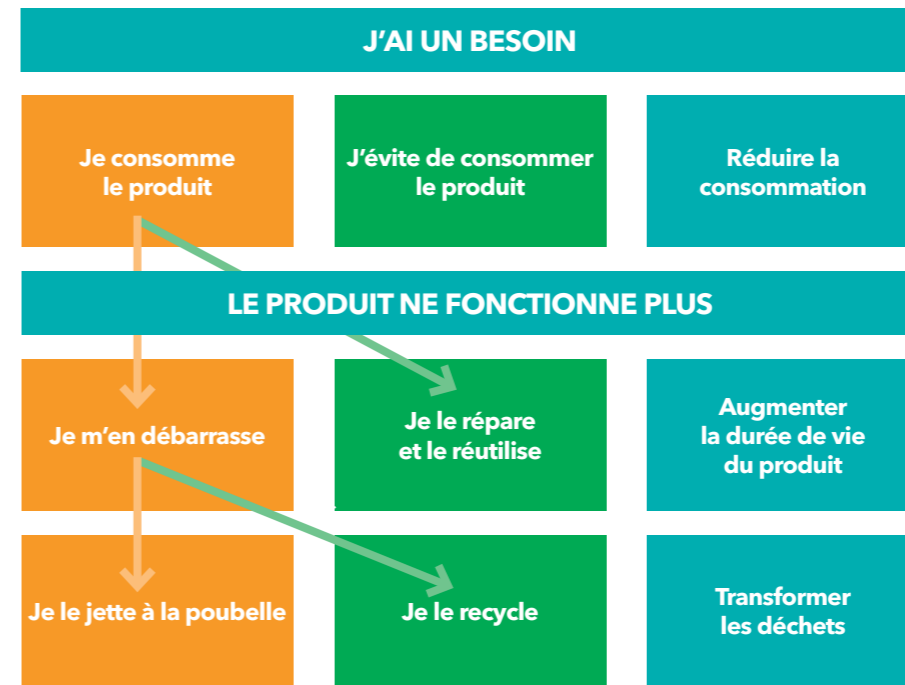 J’AI UN BESOIN
Je consomme
le produit
J’évite de consommer
le produit
Réduire la
consommation
LE PRODUIT NE FONCTIONNE PLUS
Je m’en débarrasse
Je le répare
et le réutilise
Augmenter
la durée de vie
du produit
Je le jette à la poubelle
Je le recycle
Transformer
les déchets